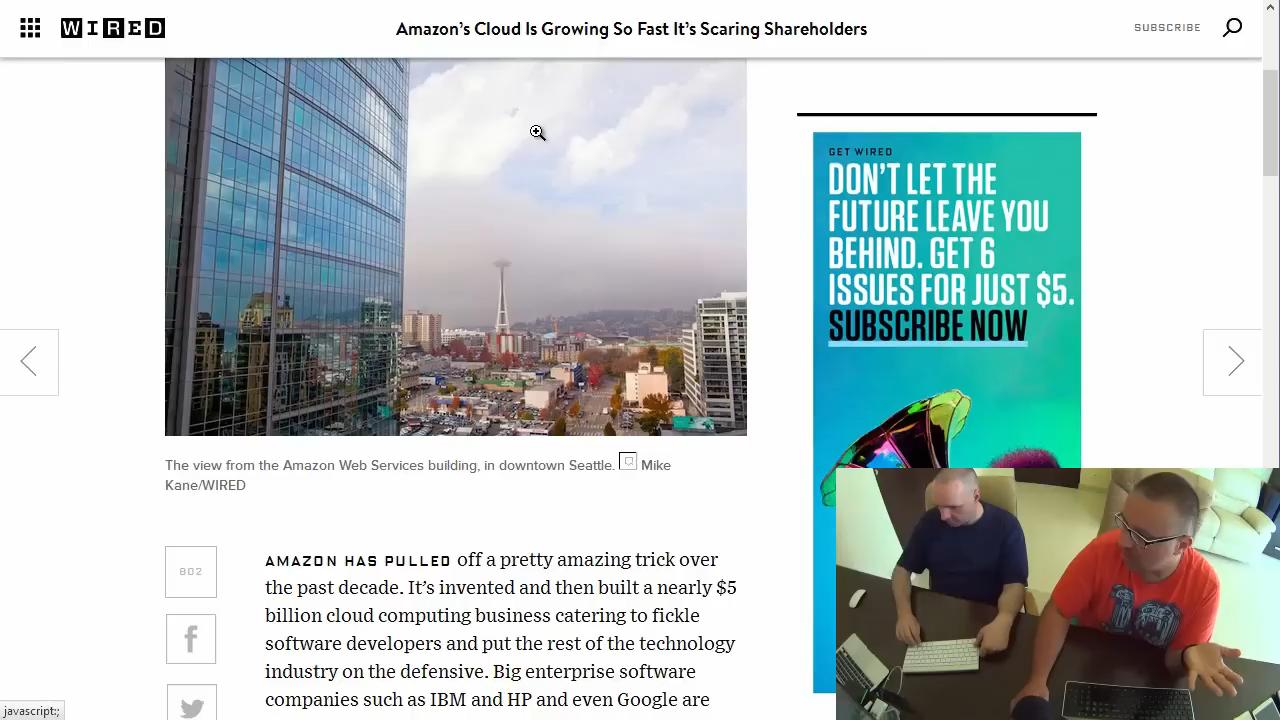 WIRED
Amazon's Cloud Is Growing So Fast It's Scaring Shareholders
SUBSCRIBE
GET WIRED
DON'T LET THE
FUTURE LEAVE YOU
BEHIND. GET 6
ISSUES FOR JUST $5.
SUBSCRIBE NOW
The view from the Amazon Web Services building, in downtown Seattle. Mike
Kane/WIRED
802
AMAZON HAS PULLED off a pretty amazing trick over
the past decade. It's invented and then built a nearly $5
billion cloud computing business catering to fickle
software developers and put the rest of the technology
industry on the defensive. Big enterprise software
companies such as IBM and HP and even Google are
javascript:;